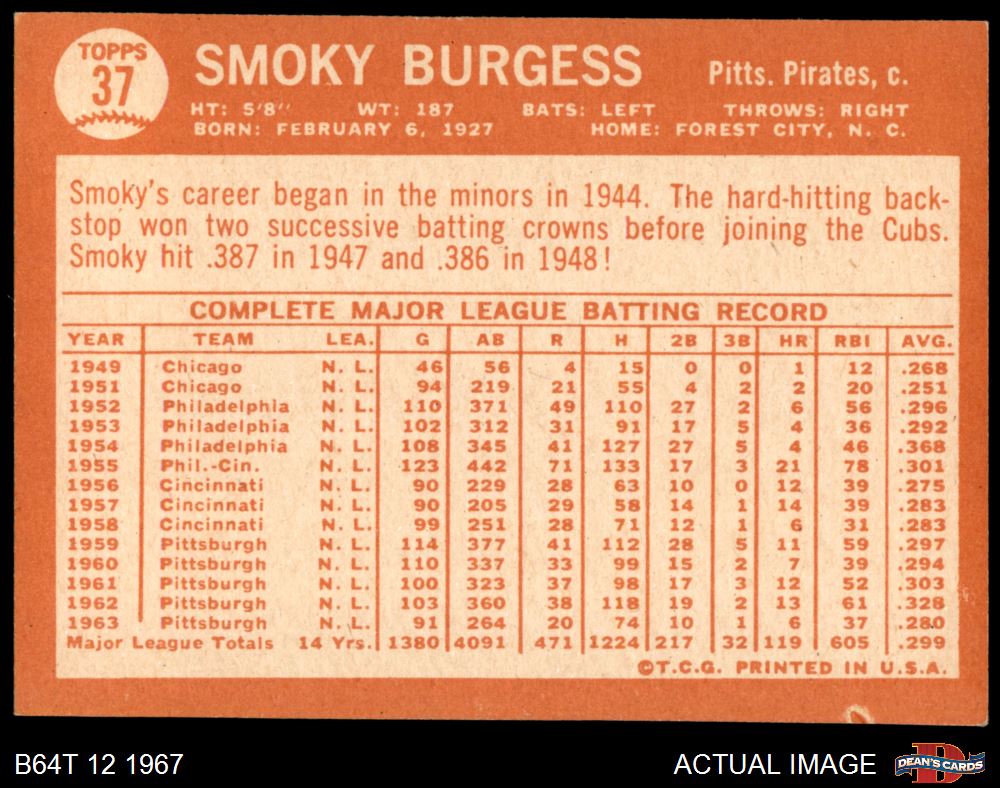 TOPPS
37
SMOKY BURGESS Pitts. Pirates, c.
HT: 5'8'' WT: 187 BATS: LEFT THROWS: RIGHT
BORN: FEBRUARY 6, 1927 HOME: FOREST CITY, N. C.
Smoky's career began in the minors in 1944. The hard-hitting back-
stop won two successive batting crowns before joining the Cubs.
Smoky hit .387 in 1947 and .386 in 1948!
COMPLETE MAJOR LEAGUE BATTING RECORD
YEAR TEAM LEA. G AB R H 2B 3B HR RBI AVG.
1949 Chicago N. L. 46 56 4 15 0 0 1 12 .268
1951 Chicago N. L. 94 219 21 55 4 2 2 20 .251
1952 Philadelphia N. L. 110 371 49 110 27 2 6 56 .296
1953 Philadelphia N. L. 102 312 31 91 17 5 4 36 .292
1954 Philadelphia N. L. 108 345 41 127 27 5 4 46 .368
1955 Phil.-Cin. N. L. 123 442 71 133 17 3 21 78 .301
1956 Cincinnati N. L. 90 229 28 63 10 0 12 39 .275
1957 Cincinnati N. L. 90 205 29 58 14 1 14 39 .283
1958 Cincinnati N. L. 99 251 28 71 12 1 6 31 .283
1959 Pittsburgh N. L. 114 377 41 112 28 5 11 59 .297
1960 Pittsburgh N. L. 110 337 33 99 15 2 7 39 .294
1961 Pittsburgh N. L. 100 323 37 98 17 3 12 52 .303
1962 Pittsburgh N. L. 103 360 38 118 19 2 13 61 .328
1963 Pittsburgh N. L. 91 264 20 74 10 1 6 37 .280
Major League Totals 14 Yrs. 1380 4091 471 1224 217 32 119 605 .299
©T.C.G. PRINTED IN U.S.A.
B64T 12 1967 ACTUAL IMAGE
D
DEAN'S CARDS